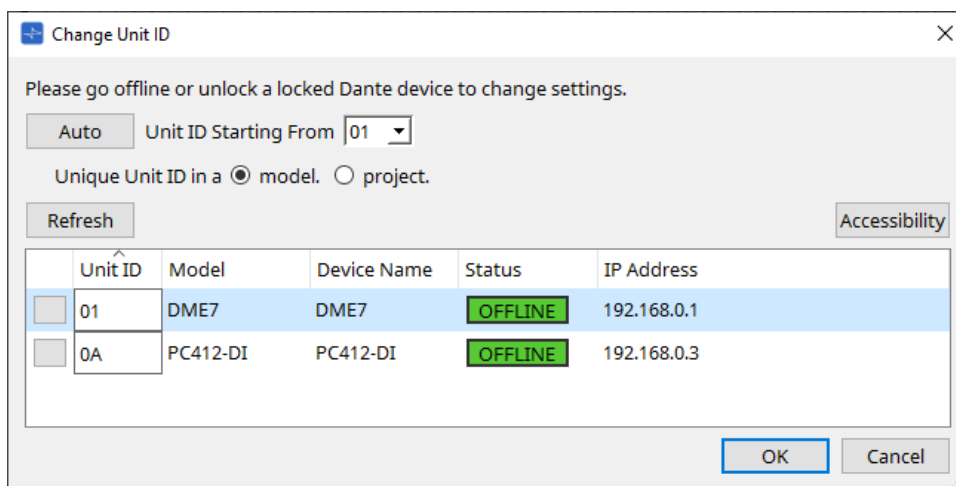 Change Unit ID
Please go offline or unlock a locked Dante device to change settings.
Auto Unit ID Starting From 01
Unique Unit ID in a model. project.
Refresh Accessibility
Unit ID Model Device Name Status IP Address
01 DME7 DME7 OFFLINE 192.168.0.1
0A PC412-DI PC412-DI OFFLINE 192.168.0.3
OK Cancel